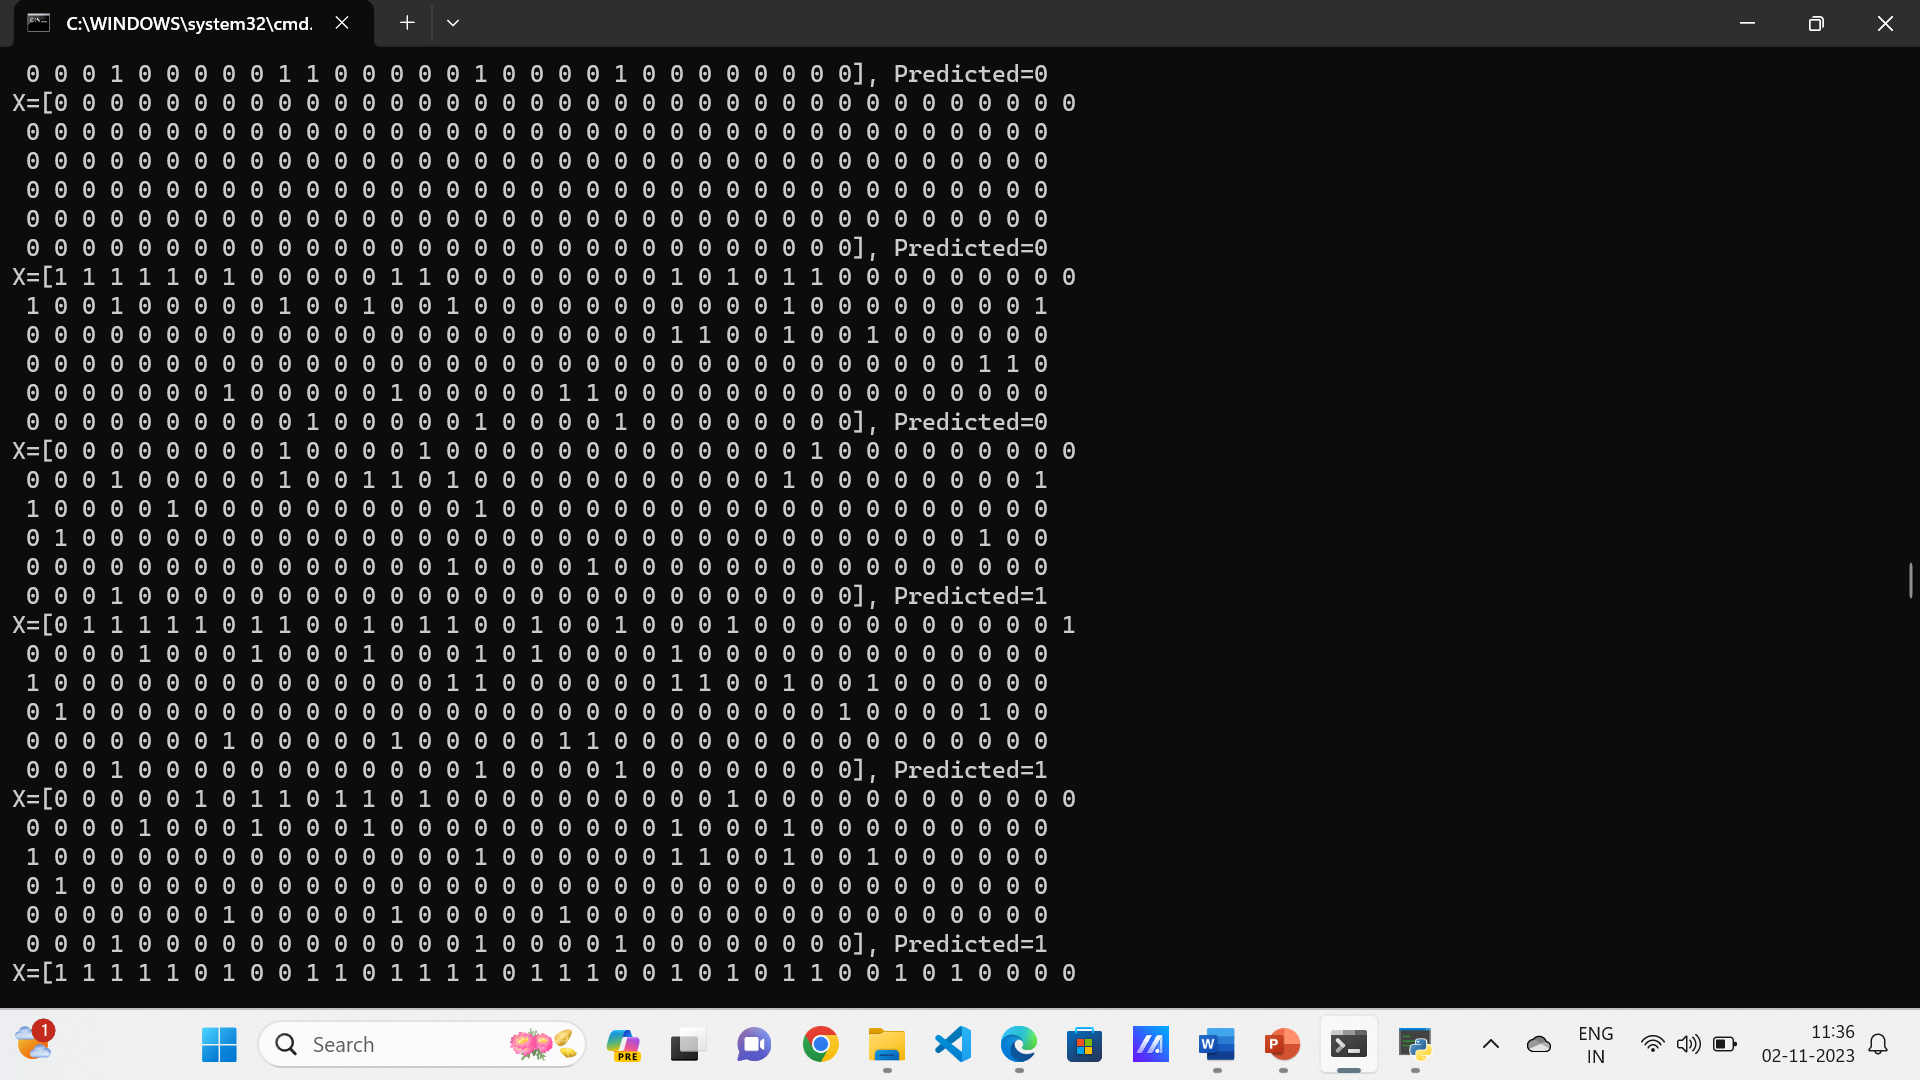 0 0 0 1 0 0 0 0 0 1 1 0 0 0 0 0 1 0 0 0 0 1 0 0 0 0 0 0 0 0], Predicted=0
X=[0 0 0 0 0 0 0 0 0 0 0 0 0 0 0 0 0 0 0 0 0 0 0 0 0 0 0 0 0 0 0 0 0 0 0 0 0
0 0 0 0 0 0 0 0 0 0 0 0 0 0 0 0 0 0 0 0 0 0 0 0 0 0 0 0 0 0 0 0 0 0 0 0 0
0 0 0 0 0 0 0 0 0 0 0 0 0 0 0 0 0 0 0 0 0 0 0 0 0 0 0 0 0 0 0 0 0 0 0 0 0
0 0 0 0 0 0 0 0 0 0 0 0 0 0 0 0 0 0 0 0 0 0 0 0 0 0 0 0 0 0 0 0 0 0 0 0 0
0 0 0 0 0 0 0 0 0 0 0 0 0 0 0 0 0 0 0 0 0 0 0 0 0 0 0 0 0 0 0 0 0 0 0 0 0
0 0 0 0 0 0 0 0 0 0 0 0 0 0 0 0 0 0 0 0 0 0 0 0 0 0 0 0 0 0], Predicted=0
X=[1 1 1 1 1 0 1 0 0 0 0 0 1 1 0 0 0 0 0 0 0 0 1 0 1 0 1 1 0 0 0 0 0 0 0 0 0
1 0 0 1 0 0 0 0 0 1 0 0 1 0 0 1 0 0 0 0 0 0 0 0 0 0 0 1 0 0 0 0 0 0 0 0 1
0 0 0 0 0 0 0 0 0 0 0 0 0 0 0 0 0 0 0 0 0 0 0 1 1 0 0 1 0 0 1 0 0 0 0 0 0
0 0 0 0 0 0 0 0 0 0 0 0 0 0 0 0 0 0 0 0 0 0 0 0 0 0 0 0 0 0 0 0 0 0 1 1 0
0 0 0 0 0 0 0 1 0 0 0 0 0 1 0 0 0 0 0 1 1 0 0 0 0 0 0 0 0 0 0 0 0 0 0 0 0
0 0 0 0 0 0 0 0 0 0 1 0 0 0 0 0 1 0 0 0 0 1 0 0 0 0 0 0 0 0], Predicted=0
X=[0 0 0 0 0 0 0 0 1 0 0 0 0 1 0 0 0 0 0 0 0 0 0 0 0 0 0 1 0 0 0 0 0 0 0 0 0
0 0 0 1 0 0 0 0 0 1 0 0 1 1 0 1 0 0 0 0 0 0 0 0 0 0 0 1 0 0 0 0 0 0 0 0 1
1 0 0 0 0 1 0 0 0 0 0 0 0 0 0 0 1 0 0 0 0 0 0 0 0 0 0 0 0 0 0 0 0 0 0 0 0
0 1 0 0 0 0 0 0 0 0 0 0 0 0 0 0 0 0 0 0 0 0 0 0 0 0 0 0 0 0 0 0 0 0 1 0 0
0 0 0 0 0 0 0 0 0 0 0 0 0 0 0 1 0 0 0 0 1 0 0 0 0 0 0 0 0 0 0 0 0 0 0 0 0
0 0 0 1 0 0 0 0 0 0 0 0 0 0 0 0 0 0 0 0 0 0 0 0 0 0 0 0 0 0], Predicted=1
X=[0 1 1 1 1 1 0 1 1 0 0 1 0 1 1 0 0 1 0 0 1 0 0 0 1 0 0 0 0 0 0 0 0 0 0 0 1
0 0 0 0 1 0 0 0 1 0 0 0 1 0 0 0 1 0 1 0 0 0 0 1 0 0 0 0 0 0 0 0 0 0 0 0 0
1 0 0 0 0 0 0 0 0 0 0 0 0 0 0 1 1 0 0 0 0 0 0 1 1 0 0 1 0 0 1 0 0 0 0 0 0
0 1 0 0 0 0 0 0 0 0 0 0 0 0 0 0 0 0 0 0 0 0 0 0 0 0 0 0 0 1 0 0 0 0 1 0 0
0 0 0 0 0 0 0 1 0 0 0 0 0 1 0 0 0 0 0 1 1 0 0 0 0 0 0 0 0 0 0 0 0 0 0 0 0
0 0 0 1 0 0 0 0 0 0 0 0 0 0 0 0 1 0 0 0 0 1 0 0 0 0 0 0 0 0], Predicted=1
X=[0 0 0 0 0 1 0 1 1 0 1 1 0 1 0 0 0 0 0 0 0 0 0 0 1 0 0 0 0 0 0 0 0 0 0 0 0
0 0 0 0 1 0 0 0 1 0 0 0 1 0 0 0 0 0 0 0 0 0 0 1 0 0 0 1 0 0 0 0 0 0 0 0 0
1 0 0 0 0 0 0 0 0 0 0 0 0 0 0 0 1 0 0 0 0 0 0 1 1 0 0 1 0 0 1 0 0 0 0 0 0
0 1 0 0 0 0 0 0 0 0 0 0 0 0 0 0 0 0 0 0 0 0 0 0 0 0 0 0 0 0 0 0 0 0 0 0 0
0 0 0 0 0 0 0 1 0 0 0 0 0 1 0 0 0 0 0 1 0 0 0 0 0 0 0 0 0 0 0 0 0 0 0 0 0
0 0 0 1 0 0 0 0 0 0 0 0 0 0 0 0 1 0 0 0 0 1 0 0 0 0 0 0 0 0], Predicted=1
X=[1 1 1 1 1 0 1 0 0 1 1 0 1 1 1 1 0 1 1 1 0 0 1 0 1 0 1 1 0 0 1 0 1 0 0 0 0
C:\WINDOWS\system32\cmd.
1
Search
PRE
ENG
IN
11:36
02-11-2023